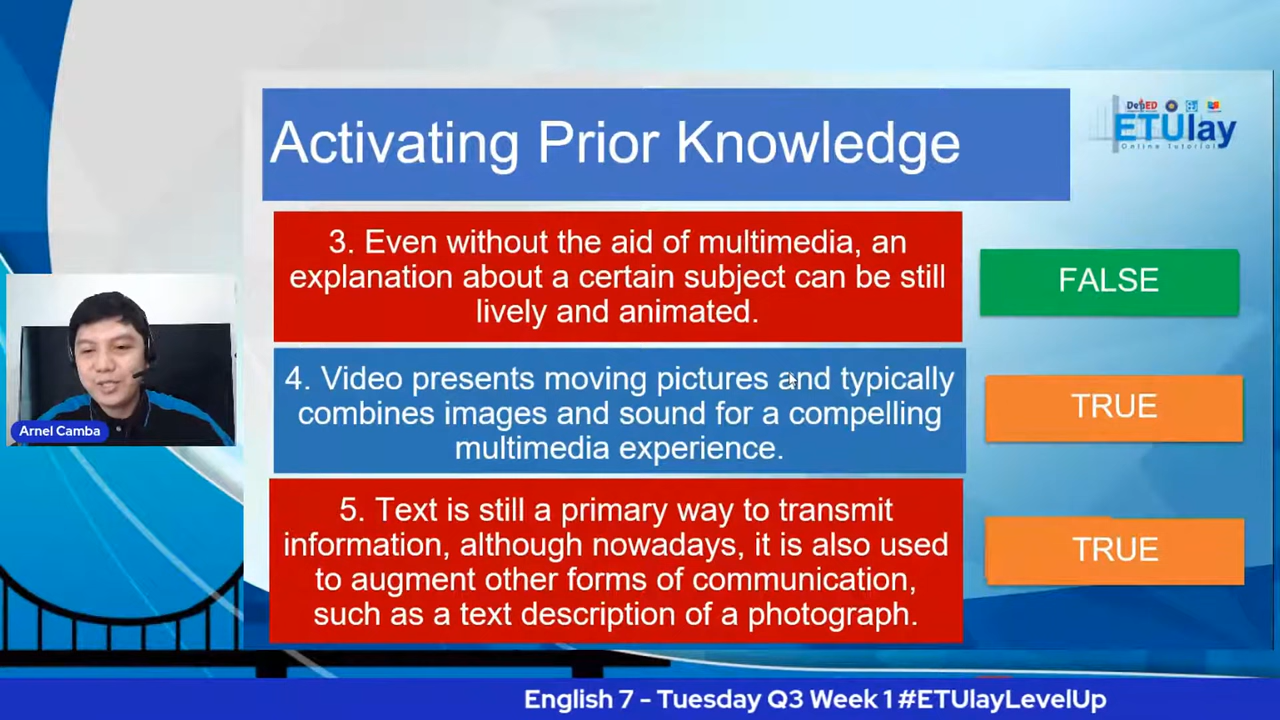 Activating Prior Knowledge
DepED
ETUlay
Online Tutorial
3. Even without the aid of multimedia, an
explanation about a certain subject can be still
lively and animated.
FALSE
4. Video presents moving pictures and typically
combines images and sound for a compelling
multimedia experience.
TRUE
5. Text is still a primary way to transmit
information, although nowadays, it is also used
to augment other forms of communication,
such as a text description of a photograph.
TRUE
Arnel Camba
English 7 - Tuesday Q3 Week 1 #ETUlayLevelUp